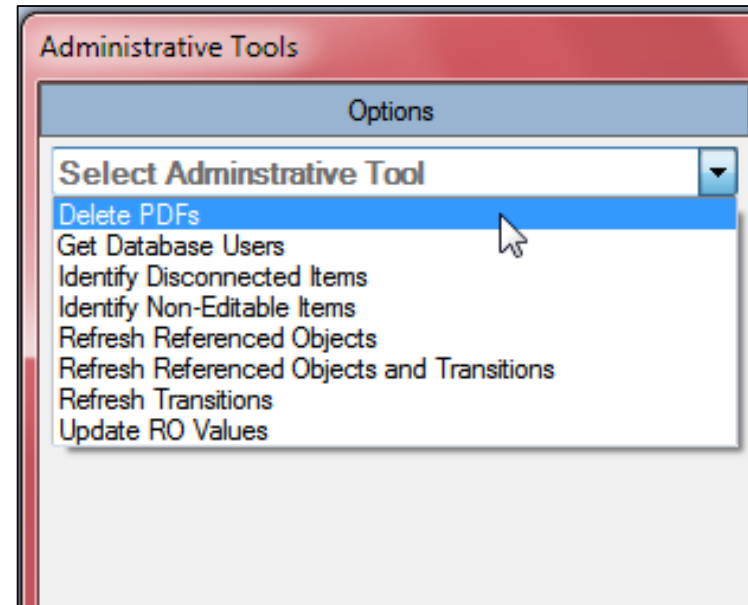 Administrative Tools
Options
Select Adminstrative Tool
Delete PDFs
Get Database Users
Identify Disconnected Items
Identify Non-Editable Items
Refresh Referenced Objects
Refresh Referenced Objects and Transitions
Refresh Transitions
Update RO Values